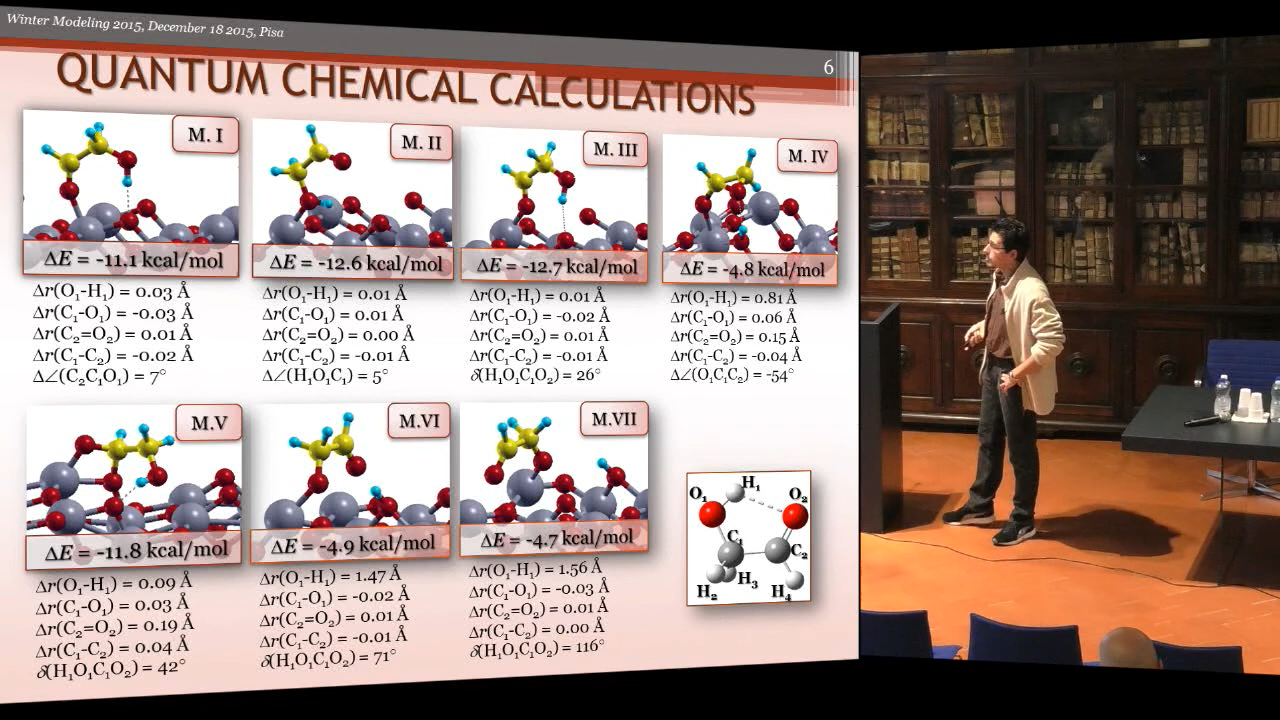 Winter Modeling 2015, December 18 2015, Pisa
6
QUANTUM CHEMICAL CALCULATIONS
M. I
ΔE = -11.1 kcal/mol
Δr(O₁-H₁) = 0.03 Å
Δr(C₁-O₁) = -0.03 Å
Δr(C₂=O₂) = 0.01 Å
Δr(C₁-C₂) = -0.02 Å
Δ∠(C₂C₁O₁) = 7°
M. II
ΔE = -12.6 kcal/mol
Δr(O₁-H₁) = 0.01 Å
Δr(C₁-O₁) = 0.01 Å
Δr(C₂=O₂) = 0.00 Å
Δr(C₁-C₂) = -0.01 Å
Δ∠(H₁O₁C₁) = 5°
M. III
ΔE = -12.7 kcal/mol
Δr(O₁-H₁) = 0.01 Å
Δr(C₁-O₁) = -0.02 Å
Δr(C₂=O₂) = 0.01 Å
Δr(C₁-C₂) = -0.01 Å
δ(H₁O₁C₁O₂) = 26°
M. IV
ΔE = -4.8 kcal/mol
Δr(O₁-H₁) = 0.81 Å
Δr(C₁-O₁) = 0.06 Å
Δr(C₂=O₂) = 0.15 Å
Δr(C₁-C₂) = -0.04 Å
Δ∠(O₁C₁C₂) = -54°
M.V
ΔE = -11.8 kcal/mol
Δr(O₁-H₁) = 0.09 Å
Δr(C₁-O₁) = 0.03 Å
Δr(C₂=O₂) = 0.19 Å
Δr(C₁-C₂) = 0.04 Å
δ(H₁O₁C₁O₂) = 42°
M.VI
ΔE = -4.9 kcal/mol
Δr(O₁-H₁) = 1.47 Å
Δr(C₁-O₁) = -0.02 Å
Δr(C₂=O₂) = 0.01 Å
Δr(C₁-C₂) = -0.01 Å
δ(H₁O₁C₁O₂) = 71°
M.VII
ΔE = -4.7 kcal/mol
Δr(O₁-H₁) = 1.56 Å
Δr(C₁-O₁) = -0.03 Å
Δr(C₂=O₂) = 0.01 Å
Δr(C₁-C₂) = 0.00 Å
δ(H₁O₁C₁O₂) = 116°
O₁ H₁ O₂
C₁ C₂
H₂ H₃ H₄